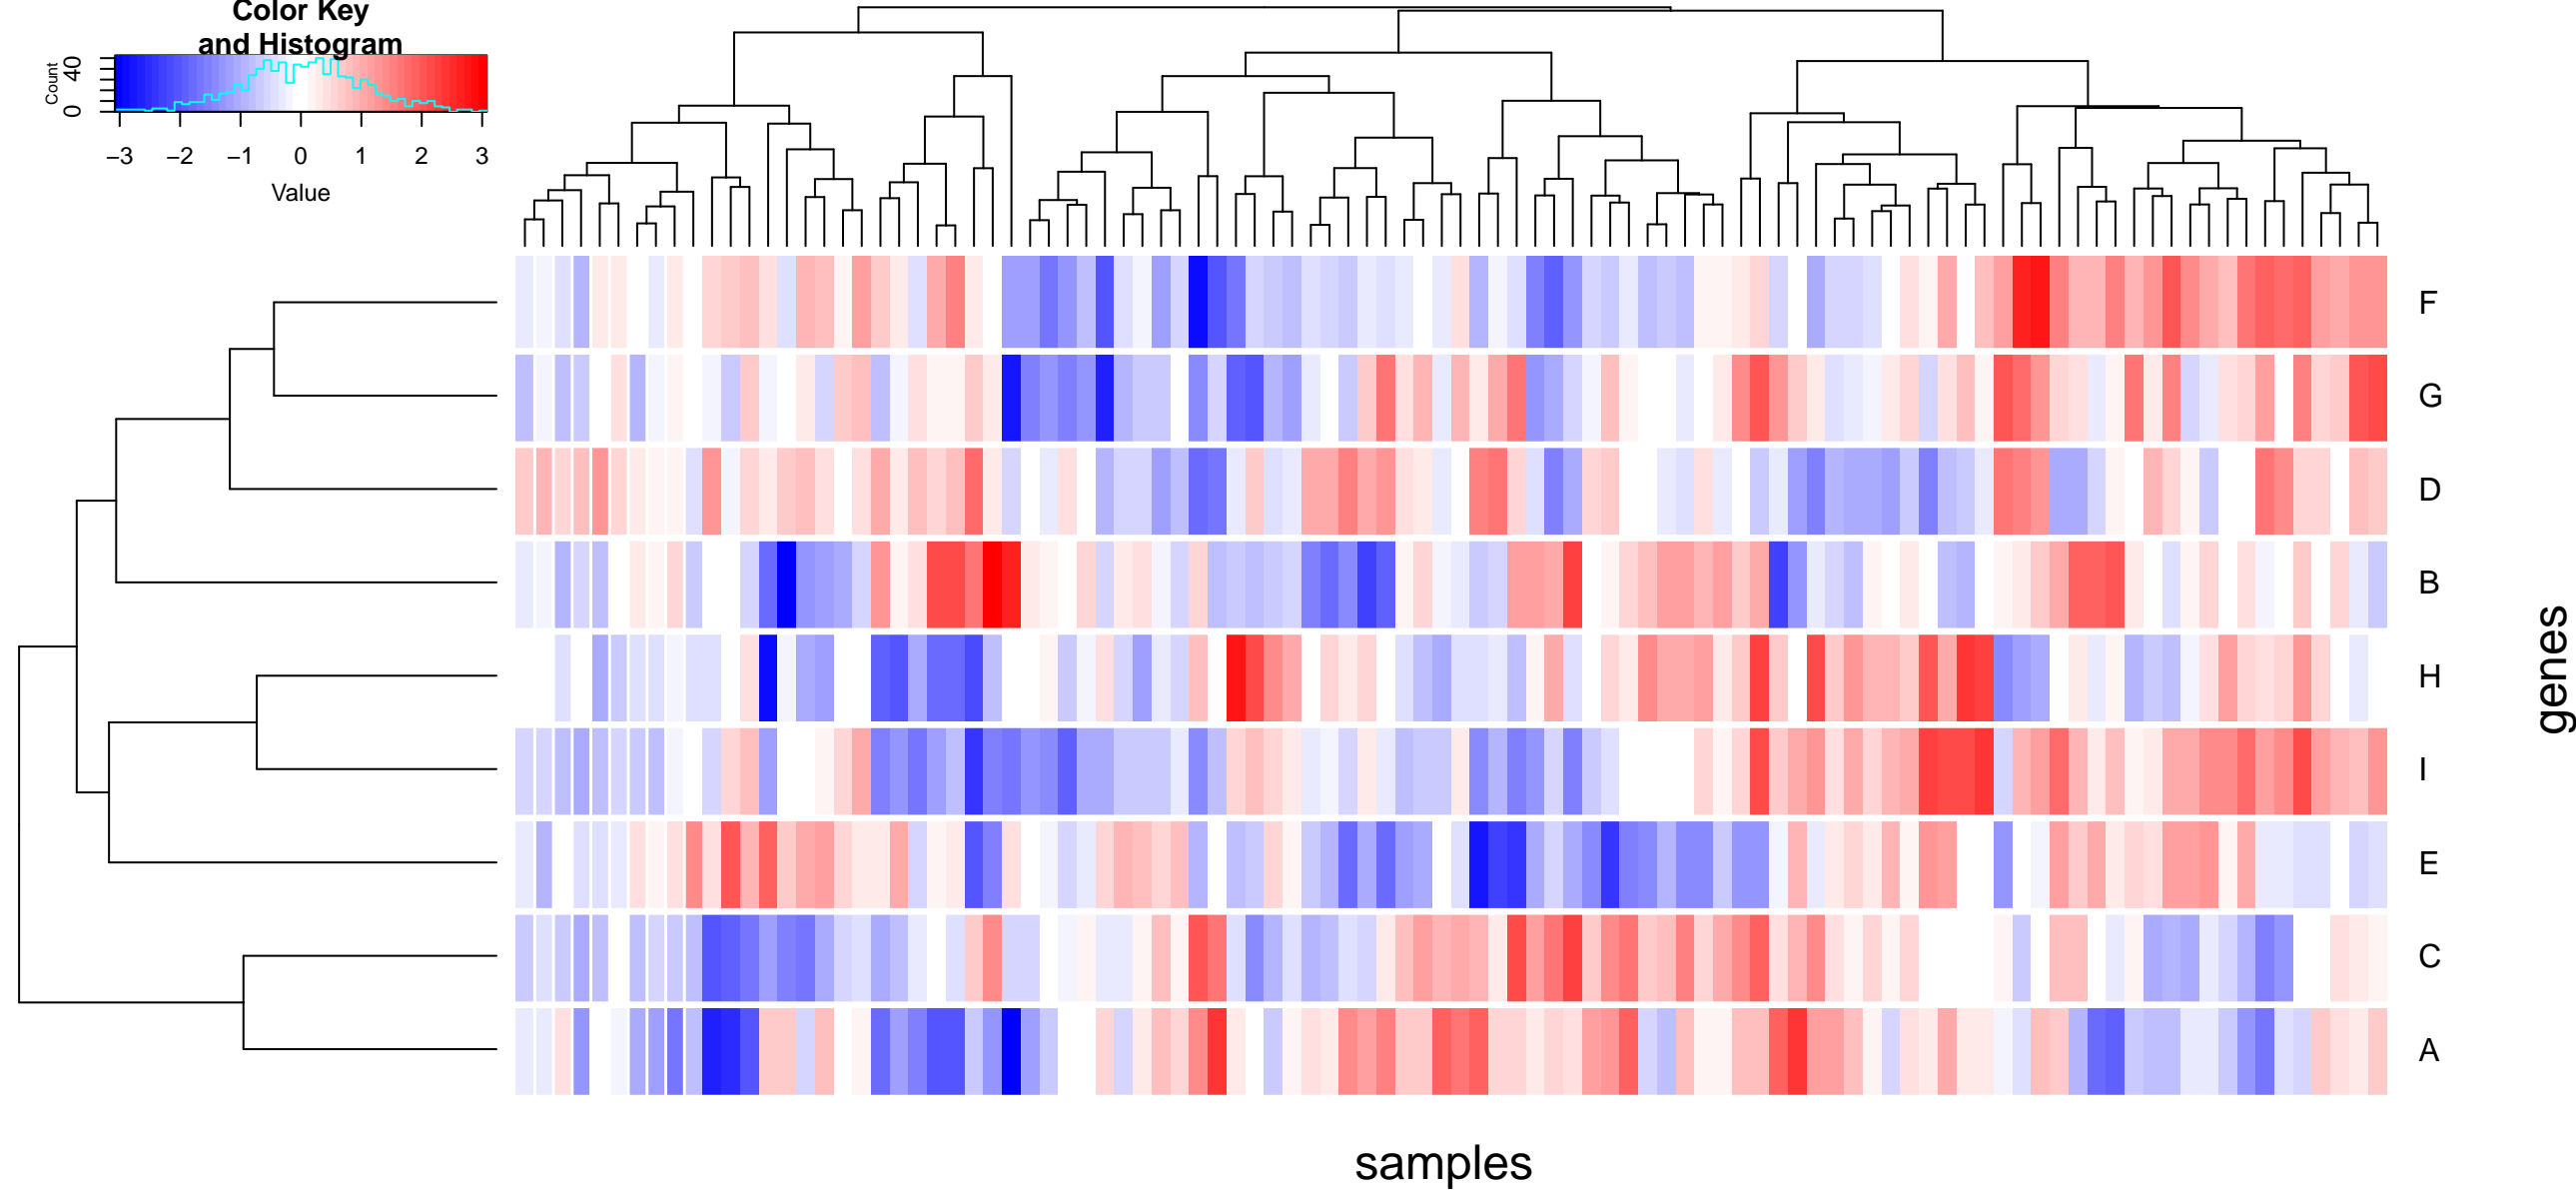 Color Key
and Histogram
Count
0 40
−3 −2 −1 0 1 2 3
Value
F
G
D
B
H
I
E
C
A
genes
samples